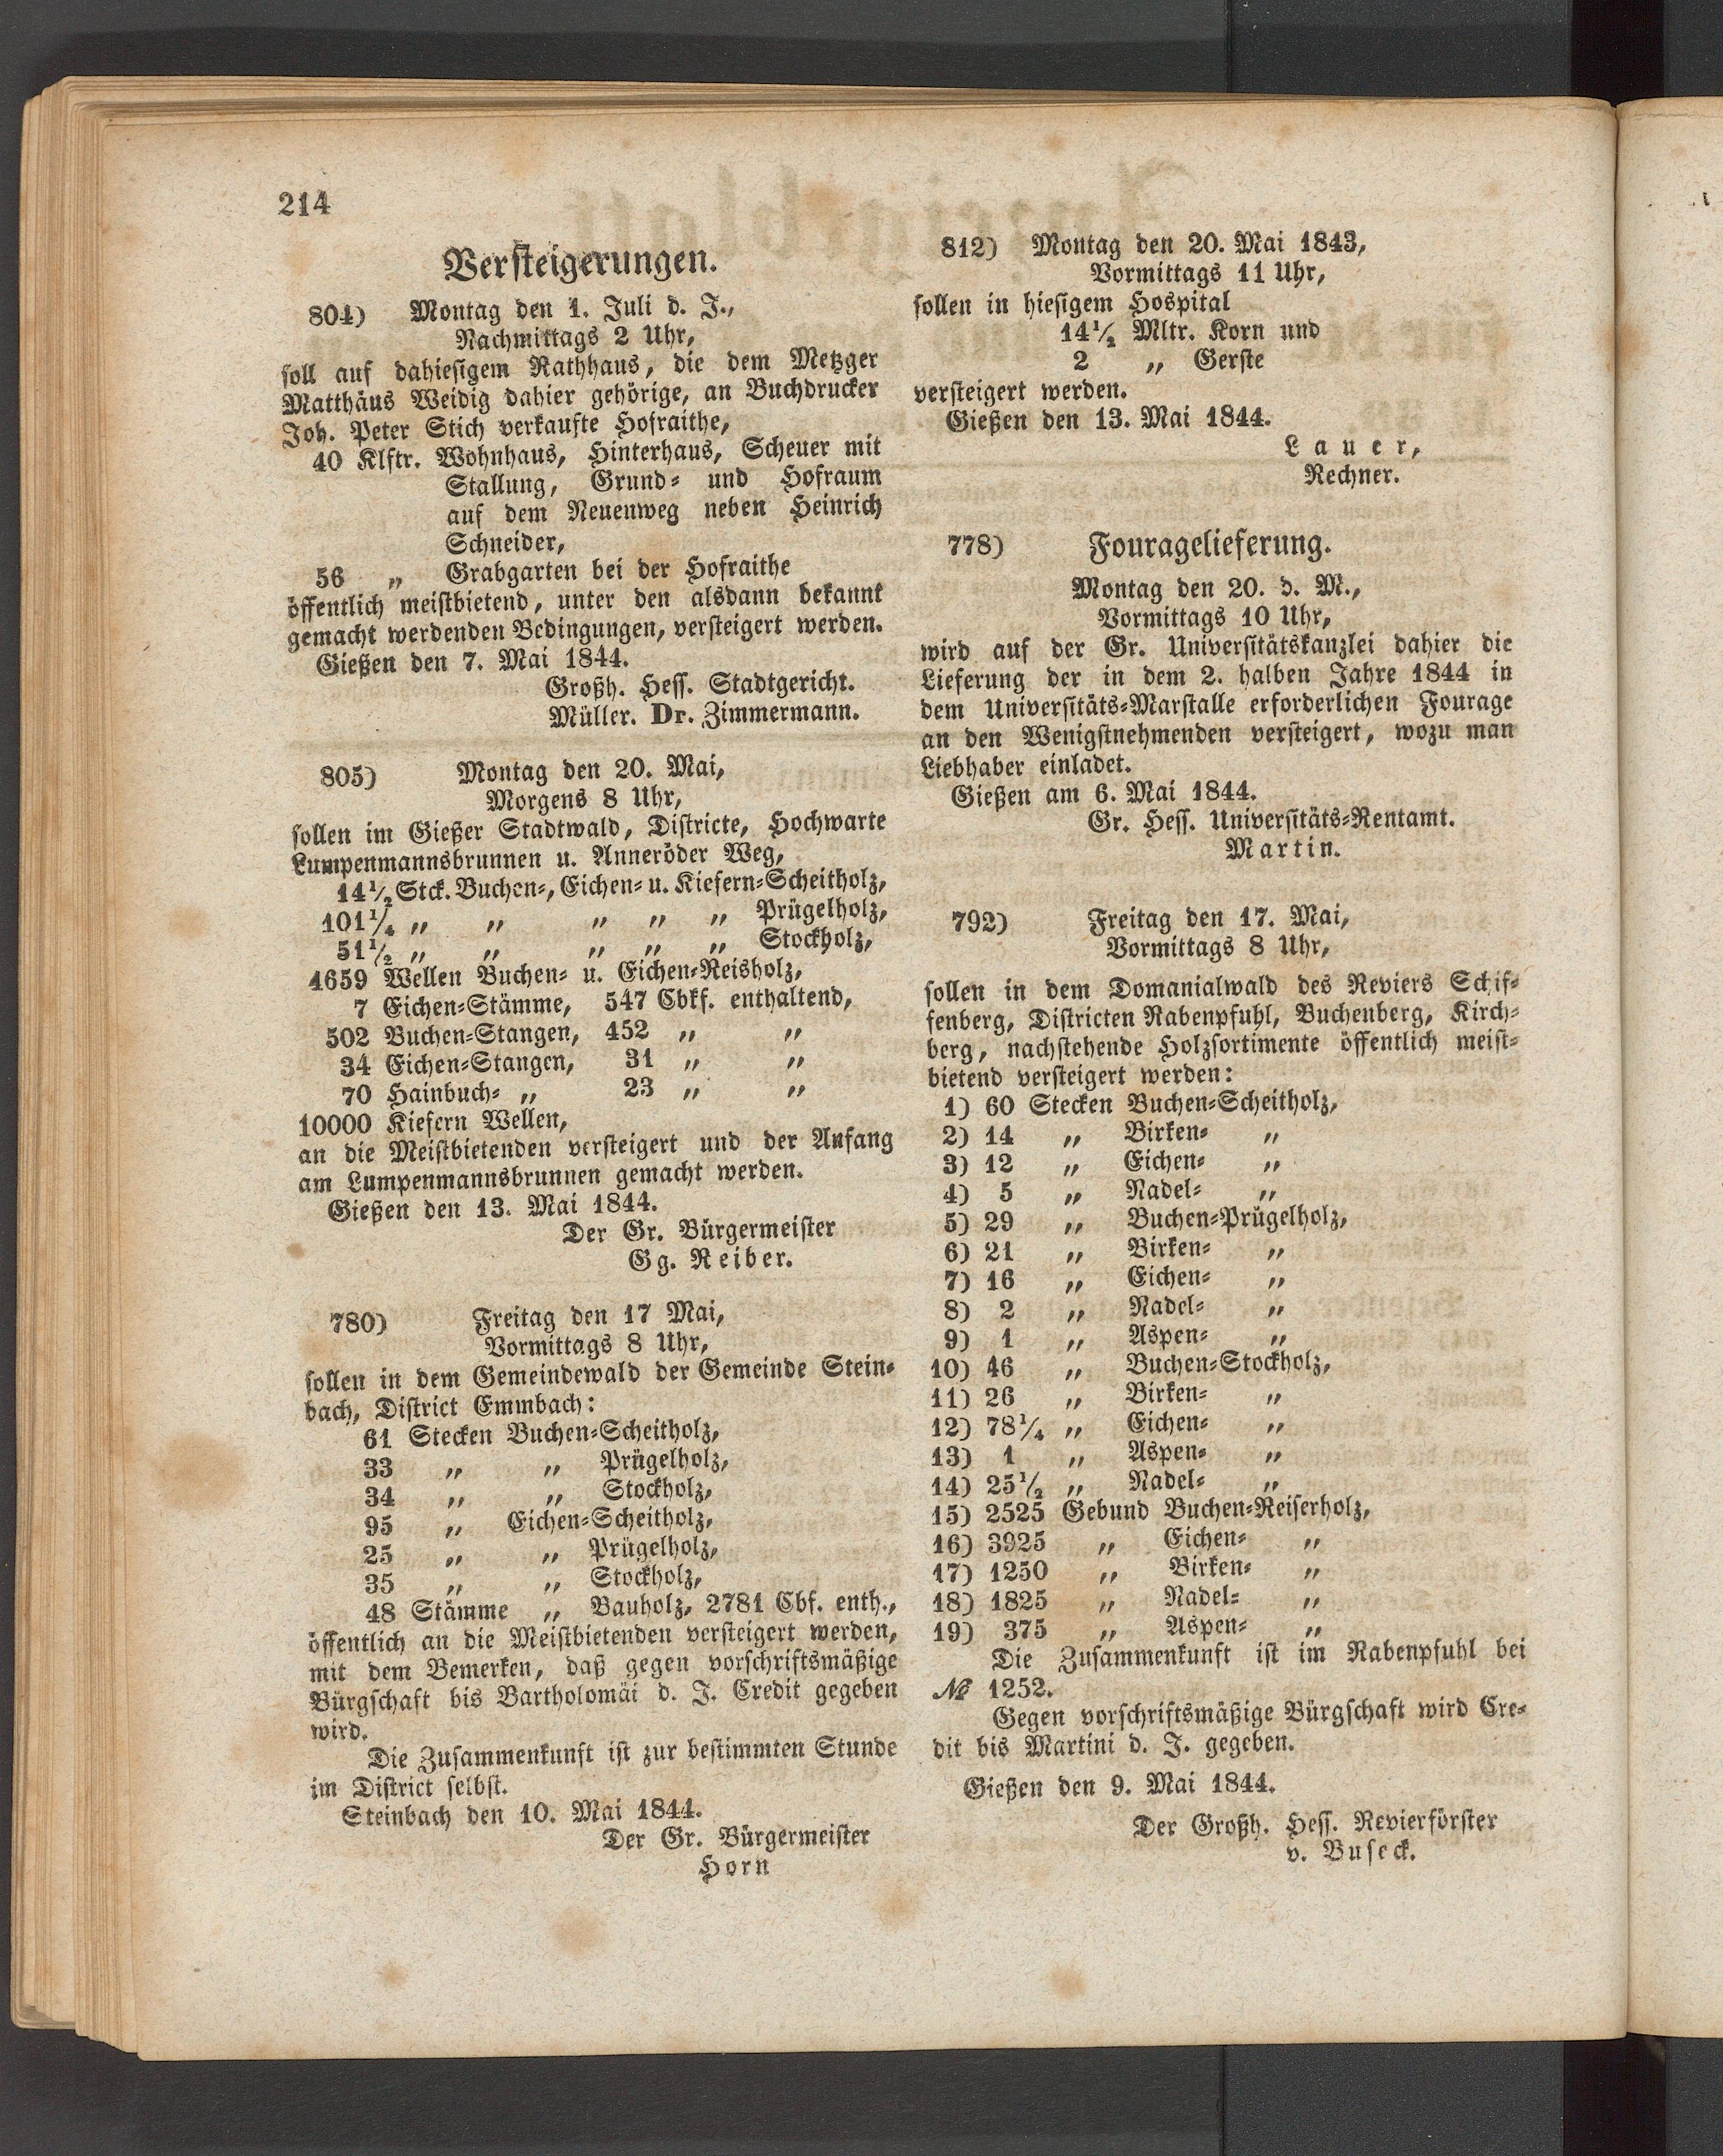 214
Versteigerungen.
804) Montag den 1. Juli d. J.,
Nachmittags 2 Uhr,
soll auf dahiesigem Rathhaus, die dem Metzger
Matthäus Weidig dahier gehörige, an Buchdrucker
Joh. Peter Stich verkaufte Hofraithe,
40 Klftr. Wohnhaus, Hinterhaus, Scheuer mit
Stallung, Grund- und Hofraum
auf dem Neuenweg neben Heinrich
Schneider,
56 „ Grabgarten bei der Hofraithe
öffentlich meistbietend, unter den alsdann bekannt
gemacht werdenden Bedingungen, versteigert werden.
Gießen den 7. Mai 1844.
Großh. Hess. Stadtgericht.
Müller. Dr. Zimmermann.
805) Montag den 20. Mai,
Morgens 8 Uhr,
sollen im Gießer Stadtwald, Districte, Hochwarte
Lumpenmannsbrunnen u. Anneröder Weg,
14½ Stck. Buchen-, Eichen- u. Kiefern-Scheitholz,
101¼ „ „ „ „ „ Prügelholz,
51½ „ „ „ „ „ Stockholz,
4659 Wellen Buchen- u. Eichen-Reisholz,
7 Eichen-Stämme, 547 Cbkf. enthaltend,
502 Buchen-Stangen, 452 „ „
34 Eichen-Stangen, 31 „ „
70 Hainbuch- „ 23 „ „
10000 Kiefern Wellen,
an die Meistbietenden versteigert und der Anfang
am Lumpenmannsbrunnen gemacht werden.
Gießen den 13. Mai 1844.
Der Gr. Bürgermeister
Gg. Reiber.
780) Freitag den 17 Mai,
Vormittags 8 Uhr,
sollen in dem Gemeindewald der Gemeinde Stein-
bach, District Emmbach:
61 Stecken Buchen-Scheitholz,
33 „ „ Prügelholz,
34 „ „ Stockholz,
95 „ Eichen-Scheitholz,
25 „ „ Prügelholz,
35 „ „ Stockholz,
48 Stämme „ Bauholz, 2781 Cbf. enth.,
öffentlich an die Meistbietenden versteigert werden,
mit dem Bemerken, daß gegen vorschriftsmäßige
Bürgschaft bis Bartholomäi d. J. Credit gegeben
wird.
Die Zusammenkunft ist zur bestimmten Stunde
im District selbst.
Steinbach den 10. Mai 1844.
Der Gr. Bürgermeister
Horn
812) Montag den 20. Mai 1843,
Vormittags 11 Uhr,
sollen in hiesigem Hospital
14½ Mltr. Korn und
2 „ Gerste
versteigert werden.
Gießen den 13. Mai 1844.
Lauer,
Rechner.
778) Fouragelieferung.
Montag den 20. d. M.,
Vormittags 10 Uhr,
wird auf der Gr. Universitätskanzlei dahier die
Lieferung der in dem 2. halben Jahre 1844 in
dem Universitäts-Marstalle erforderlichen Fourage
an den Wenigstnehmenden versteigert, wozu man
Liebhaber einladet.
Gießen am 6. Mai 1844.
Gr. Hess. Universitäts-Rentamt.
Martin.
792) Freitag den 17. Mai,
Vormittags 8 Uhr,
sollen in dem Domanialwald des Reviers Schif-
fenberg, Districten Rabenpfuhl, Buchenberg, Kirch-
berg, nachstehende Holzsortimente öffentlich meist-
bietend versteigert werden:
1) 60 Stecken Buchen-Scheitholz,
2) 14 „ Birken- „
3) 12 „ Eichen- „
4) 5 „ Nadel- „
5) 29 „ Buchen-Prügelholz,
6) 21 „ Birken- „
7) 16 „ Eichen- „
8) 2 „ Nadel- „
9) 1 „ Aspen- „
10) 46 „ Buchen-Stockholz,
11) 26 „ Birken- „
12) 78¼ „ Eichen- „
13) 1 „ Aspen- „
14) 25½ „ Nadel- „
15) 2525 Gebund Buchen-Reiserholz,
16) 3925 „ Eichen- „
17) 1250 „ Birken- „
18) 1825 „ Nadel- „
19) 375 „ Aspen- „
Die Zusammenkunft ist im Rabenpfuhl bei
№ 1252.
Gegen vorschriftsmäßige Bürgschaft wird Cre-
dit bis Martini d. J. gegeben.
Gießen den 9. Mai 1844.
Der Großh. Hess. Revierförster
v. Buseck.